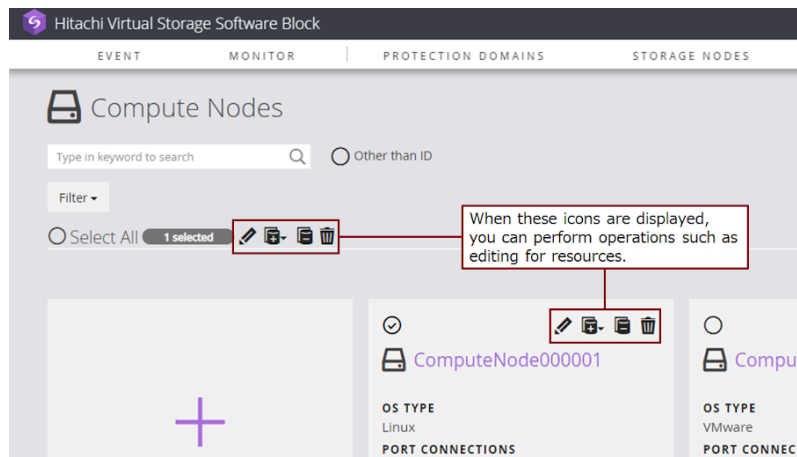 Hitachi Virtual Storage Software Block
EVENT MONITOR PROTECTION DOMAINS STORAGE NODES
Compute Nodes
Type in keyword to search Other than ID
Filter
When these icons are displayed,
you can perform operations such as
editing for resources.
Select All 1 selected
ComputeNode000001 Compu
OS TYPE OS TYPE
Linux VMware
PORT CONNECTIONS PORT CONNEC